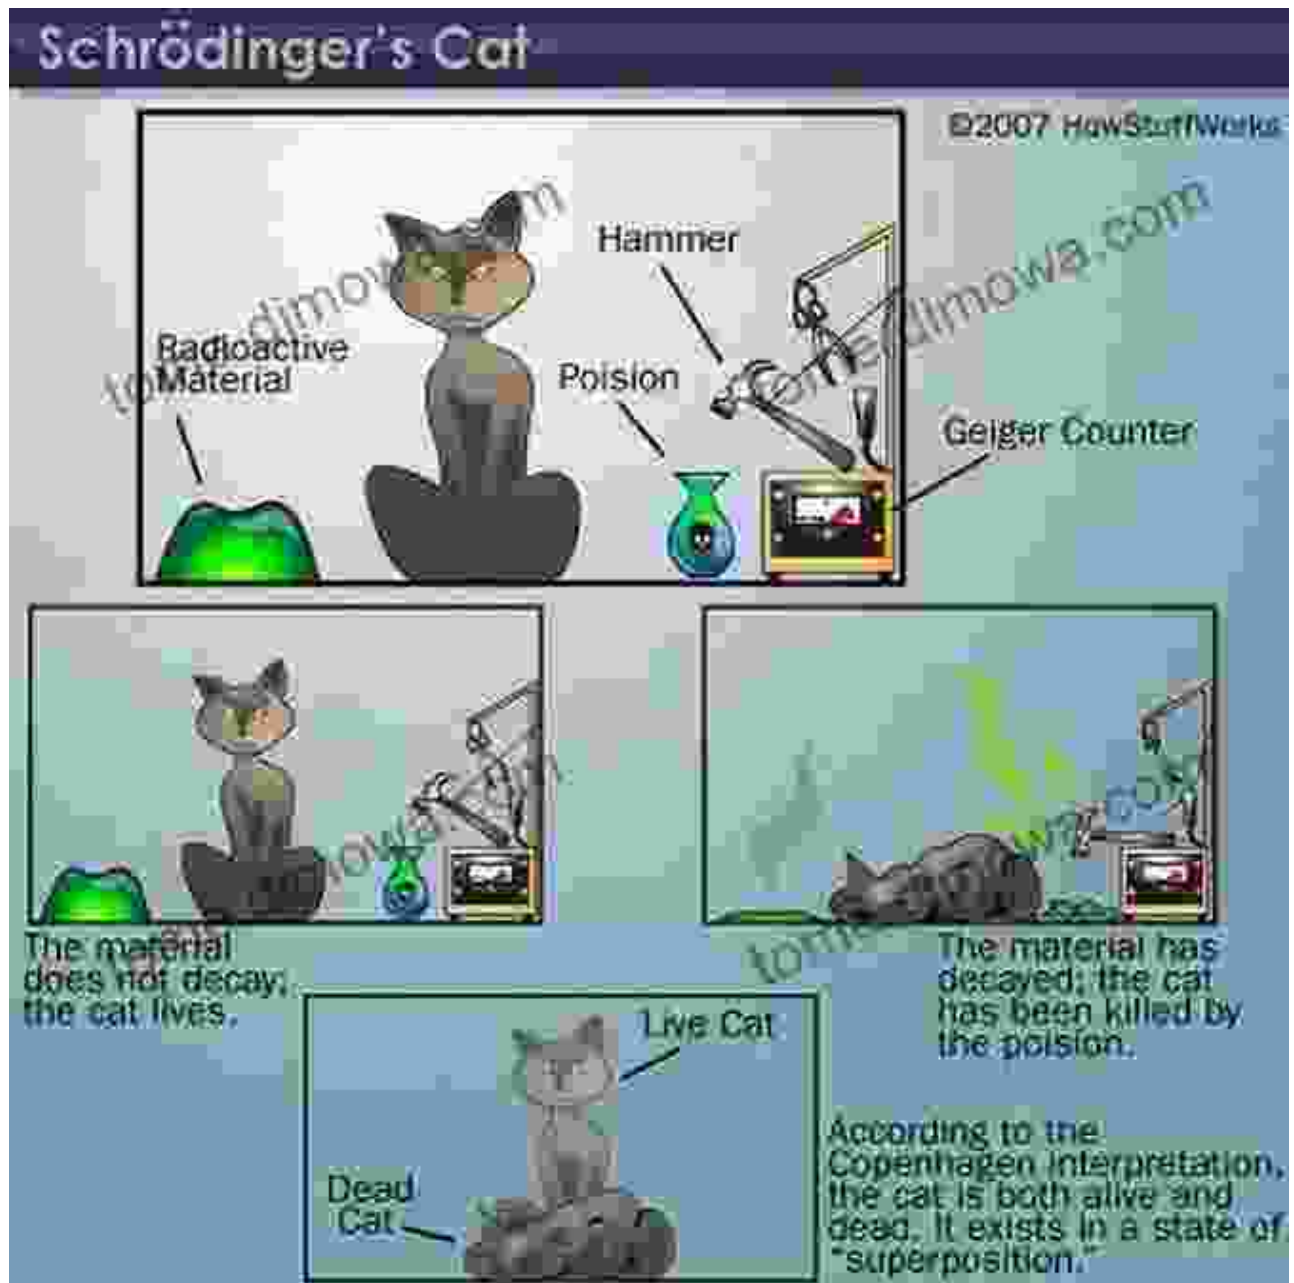 Schrödinger's Cat
©2007 HowStuffWorks
Hammer
Radioactive
Material
Poision
Geiger Counter
The material
does not decay;
the cat lives.
The material has
decayed; the cat
has been killed by
the poision.
Live Cat
Dead
Cat
According to the
Copenhagen interpretation,
the cat is both alive and
dead. It exists in a state of
"superposition."